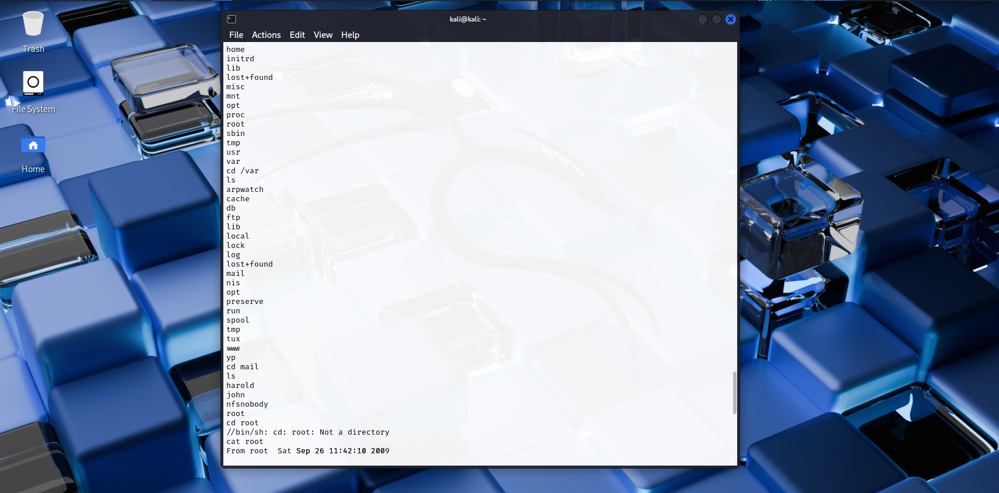 Trash
File System
Home
kali@kali: ~
File Actions Edit View Help
home
initrd
lib
lost+found
misc
mnt
opt
proc
root
sbin
tmp
usr
var
cd /var
ls
arpwatch
cache
db
ftp
lib
local
lock
log
lost+found
mail
nis
opt
preserve
run
spool
tmp
tux
www
yp
cd mail
ls
harold
john
nfsnobody
root
cd root
//bin/sh: cd: root: Not a directory
cat root
From root  Sat Sep 26 11:42:10 2009